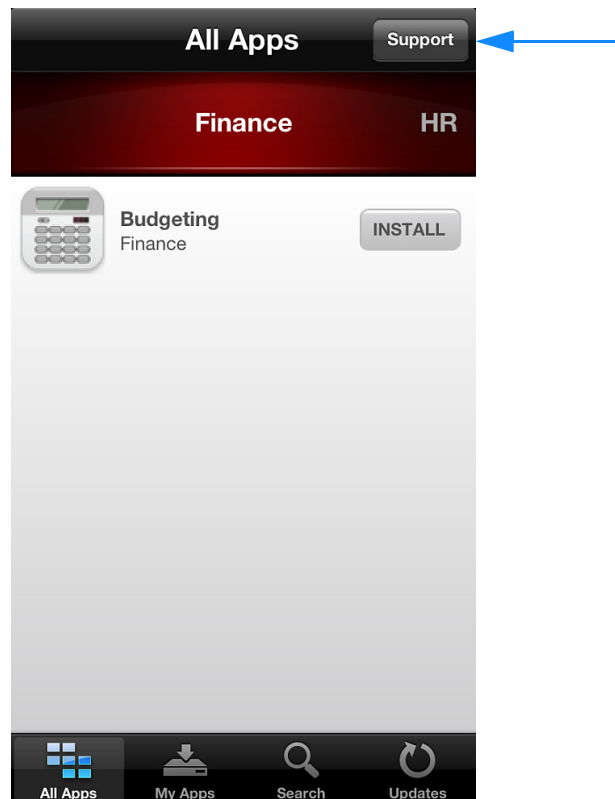 All Apps Support
Finance HR
Budgeting
Finance
INSTALL
All Apps My Apps Search Updates